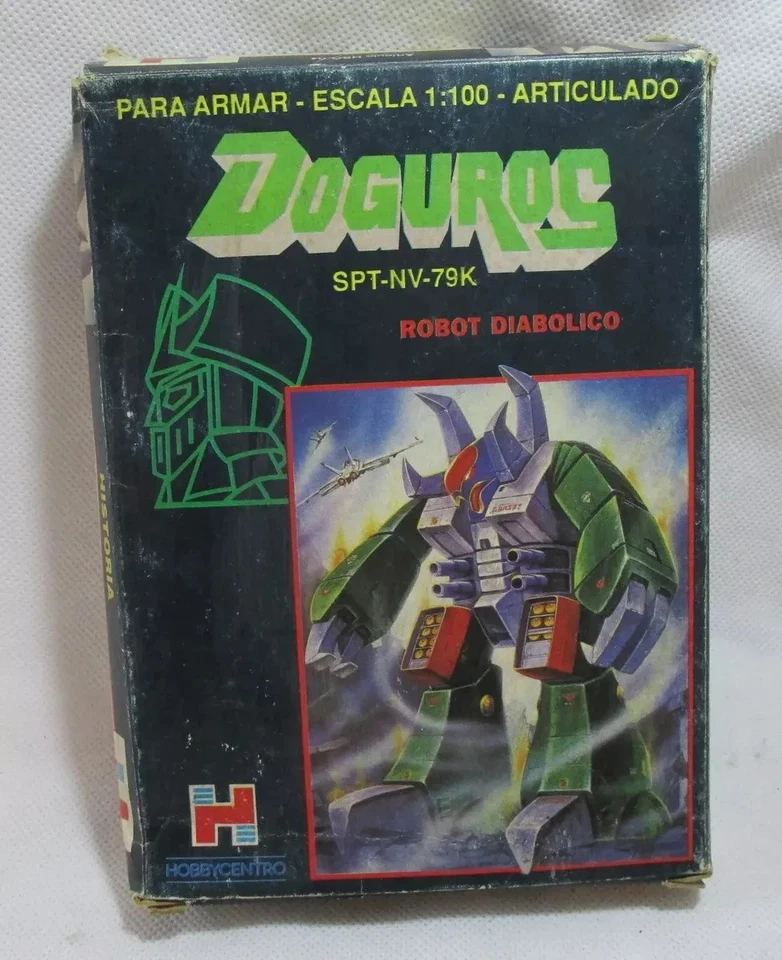 PARA ARMAR - ESCALA 1:100 - ARTICULADO
DOGUROS
SPT-NV-79K
ROBOT DIABOLICO
HISTORIA
H
HOBBYCENTRO